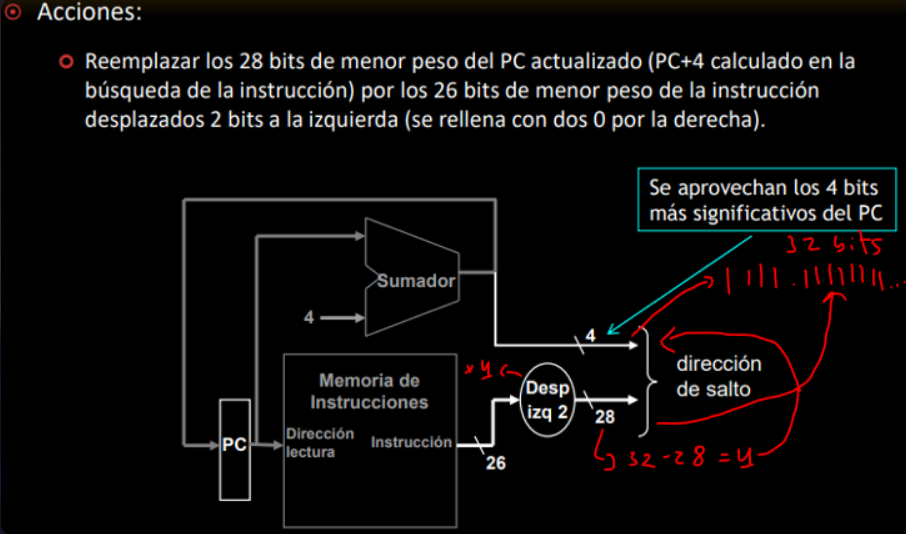 Acciones:
Reemplazar los 28 bits de menor peso del PC actualizado (PC+4 calculado en la
búsqueda de la instrucción) por los 26 bits de menor peso de la instrucción
desplazados 2 bits a la izquierda (se rellena con dos 0 por la derecha).
Se aprovechan los 4 bits
más significativos del PC
32 bits
1111.11111111...
Sumador
4
4
dirección
de salto
Memoria de
Instrucciones
x4
Desp
izq 2
28
PC
Dirección
lectura
Instrucción
26
32-28=4